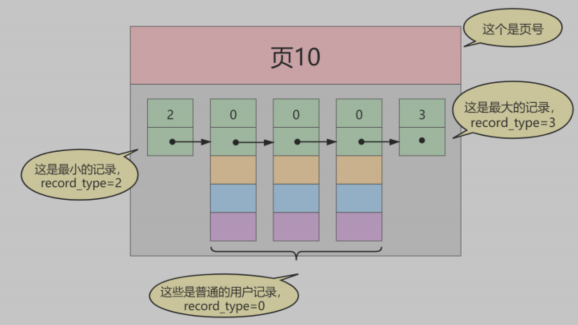 这个是页号
页10
2 0 0 0 3
这是最大的记录，
record_type=3
这是最小的记录，
record_type=2
这些是普通的用户记录，
record_type=0